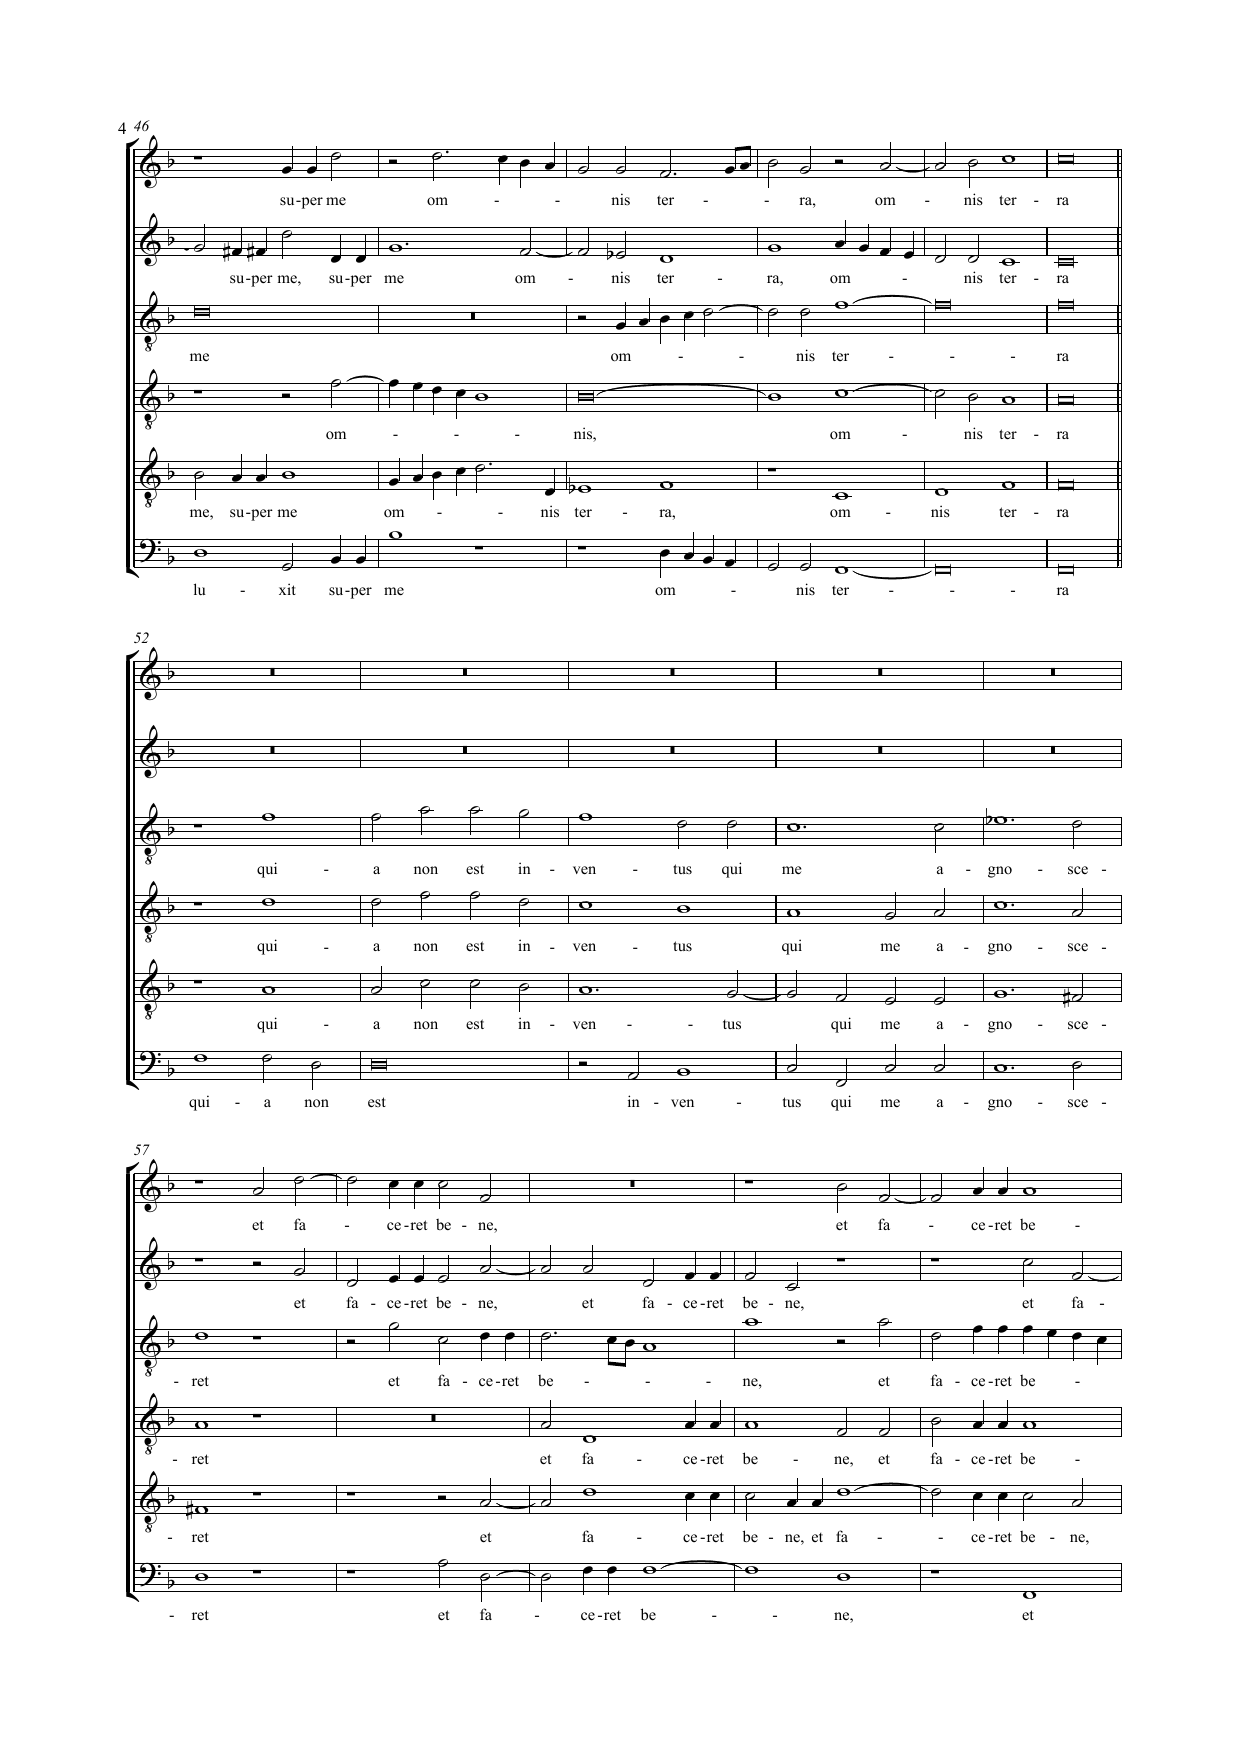 4 46
su-per me om - - - nis ter - - ra, om - nis ter - ra
su-per me, su-per me om - nis ter - ra, om - - nis ter - ra
me om - - - nis ter - - - ra
om - - - - nis, om - nis ter - ra
me, su-per me om - - - nis ter - ra, om - nis ter - ra
lu - xit su-per me om - - nis ter - - - ra
52
qui - a non est in - ven - tus qui me a - gno - sce -
qui - a non est in - ven - tus qui me a - gno - sce -
qui - a non est in - ven - - tus qui me a - gno - sce -
qui - a non est in - ven - tus qui me a - gno - sce -
57
et fa - ce-ret be - ne, et fa - ce-ret be -
et fa - ce-ret be - ne, et fa - ce-ret be - ne, et fa -
- ret et fa - ce-ret be - - - ne, et fa - ce-ret be -
- ret et fa - ce-ret be - ne, et fa - ce-ret be -
- ret et fa - ce-ret be - ne, et fa - - ce-ret be - ne,
- ret et fa - ce-ret be - - ne, et